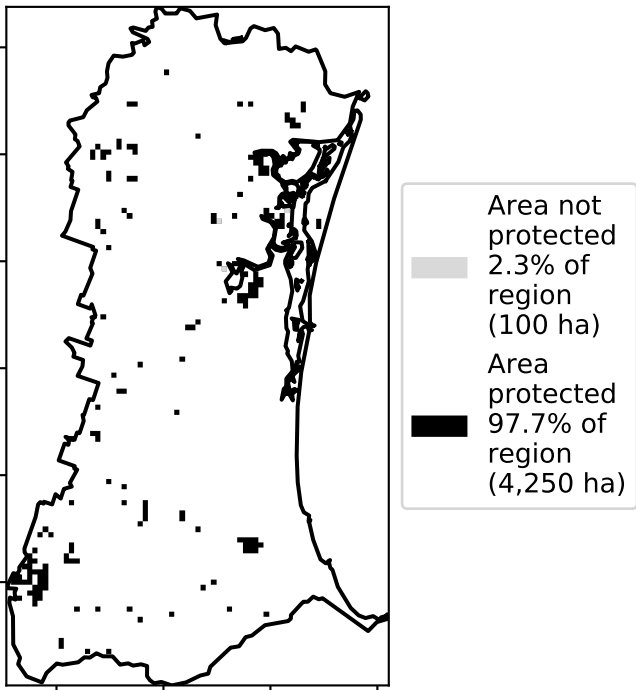 Area not
protected
2.3% of
region
(100 ha)
Area
protected
97.7% of
region
(4,250 ha)